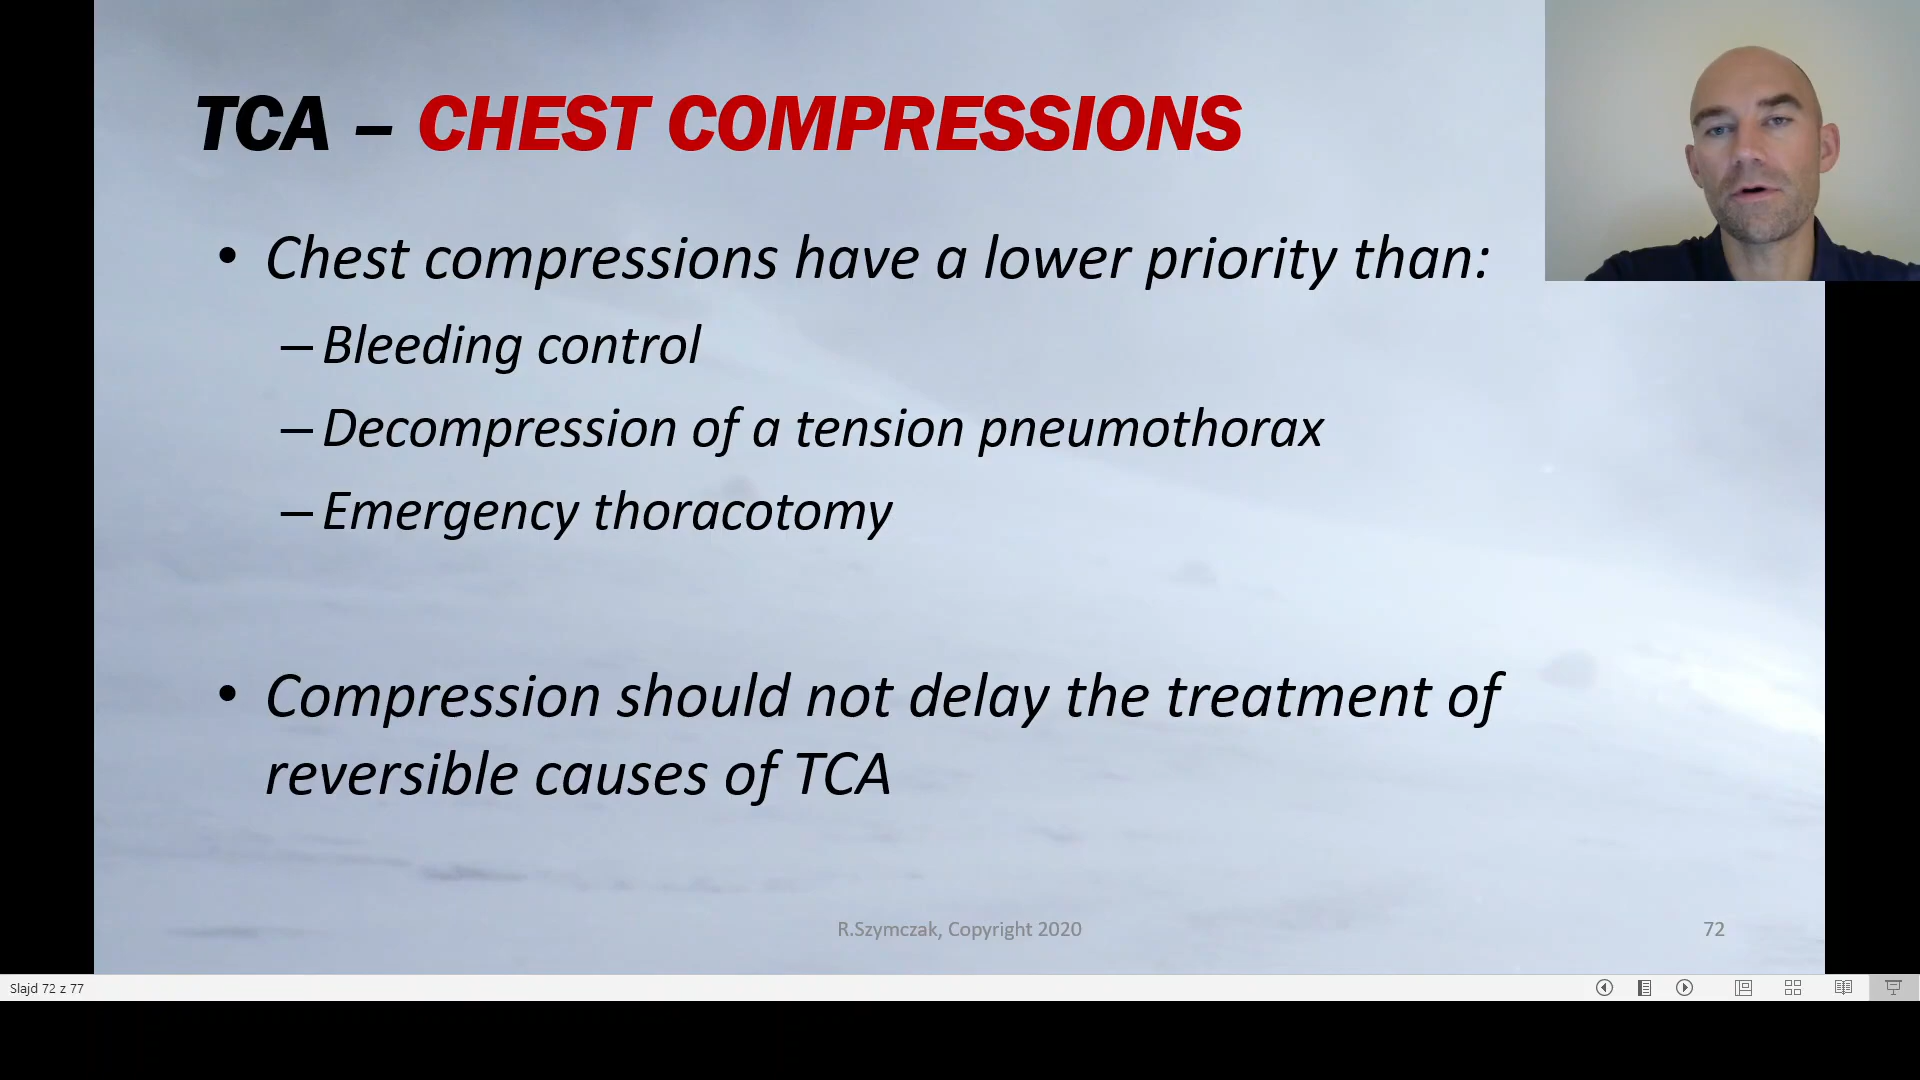 TCA – CHEST COMPRESSIONS
• Chest compressions have a lower priority than:
– Bleeding control
– Decompression of a tension pneumothorax
– Emergency thoracotomy
• Compression should not delay the treatment of
reversible causes of TCA
R.Szymczak, Copyright 2020
72
Slajd 72 z 77